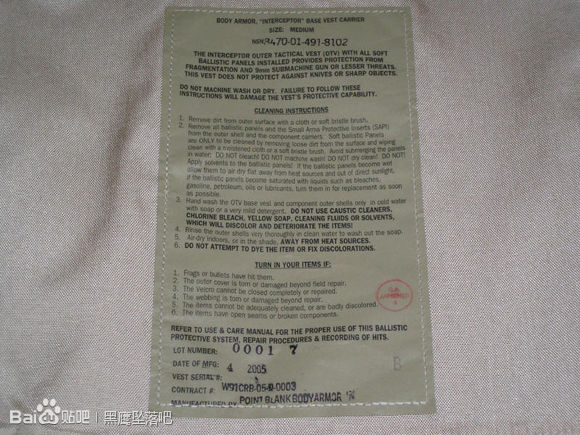 BODY ARMOR, "INTERCEPTOR" BASE VEST CARRIER
SIZE: MEDIUM
NSN 8470-01-491-8102
THE INTERCEPTOR OUTER TACTICAL VEST (OTV) WITH ALL SOFT
BALLISTIC PANELS INSTALLED PROVIDES PROTECTION FROM
FRAGMENTATION AND 9mm SUBMACHINE GUN OR LESSER THREATS.
THIS VEST DOES NOT PROTECT AGAINST KNIVES OR SHARP OBJECTS.
DO NOT MACHINE WASH OR DRY. FAILURE TO FOLLOW THESE
INSTRUCTIONS WILL DAMAGE THE VEST'S PROTECTIVE CAPABILITY.
CLEANING INSTRUCTIONS
1. Remove dirt from outer surface with a cloth or soft bristle brush.
2. Remove all ballistic panels and the Small Arms Protective Inserts (SAPI)
from the outer shell and the component carriers. Soft ballistic Panels
are ONLY to be cleaned by removing loose dirt from the surface and wiping
clean with a moistened cloth or a soft bristle brush. Avoid submerging the panels
in water: DO NOT bleach! DO NOT machine wash! DO NOT dry clean! DO NOT!
Apply solvents to the ballistic panels! If the ballistic panels become wet
allow them to air dry flat away from heat sources and out of direct sunlight.
If the ballistic panels become saturated with liquids such as bleaches,
gasoline, petroleum, oils or lubricants, turn them in for replacement as soon
as possible.
3. Hand wash the OTV base vest and component outer shells only in cold water
with soap or a very mild detergent. DO NOT USE CAUSTIC CLEANERS,
CHLORINE BLEACH, YELLOW SOAP, CLEANING FLUIDS OR SOLVENTS,
WHICH WILL DISCOLOR AND DETERIORATE THE ITEMS!
4. Rinse the outer shells very thoroughly in clean water to wash out the soap.
5. Air-dry indoors, or in the shade, AWAY FROM HEAT SOURCES.
6. DO NOT ATTEMPT TO DYE THE ITEM OR FIX DISCOLORATIONS.
TURN IN YOUR ITEMS IF:
1. Frags or bullets have hit them.
2. The outer cover is torn or damaged beyond field repair.
3. The Velcro cannot be closed completely or repaired.
4. The webbing is torn or damaged beyond repair.
5. The items cannot be adequately cleaned, or are badly discolored.
6. The items have open seams or broken components.
Q.A.
APPROVED
REFER TO USE & CARE MANUAL FOR THE PROPER USE OF THIS BALLISTIC
PROTECTIVE SYSTEM, REPAIR PROCEDURES & RECORDING OF HITS.
LOT NUMBER: 0001 7
DATE OF MFG: 4 2005
B
VEST SERIAL#:
CONTRACT #: W91CRB-05-D-0003
MANUFACTURED BY POINT BLANK BODY ARMOR
Bai贴吧 | 黑鹰坠落吧